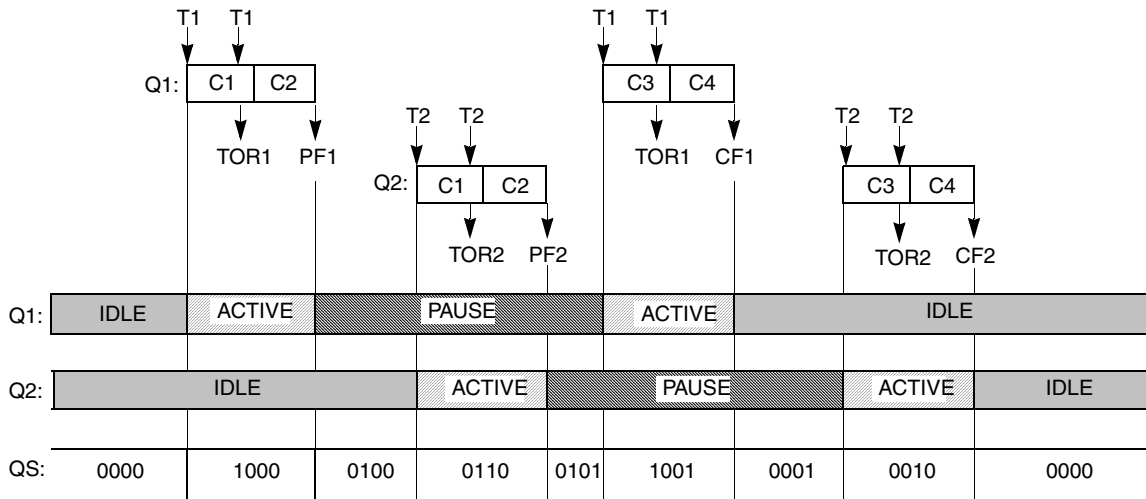 T1 T1 T1 T1
Q1: C1 C2 C3 C4
T2 T2 T2 T2
TOR1 PF1 TOR1 CF1
Q2: C1 C2 C3 C4
TOR2 PF2 TOR2 CF2
Q1: IDLE ACTIVE PAUSE ACTIVE IDLE
Q2: IDLE ACTIVE PAUSE ACTIVE IDLE
QS: 0000 1000 0100 0110 0101 1001 0001 0010 0000